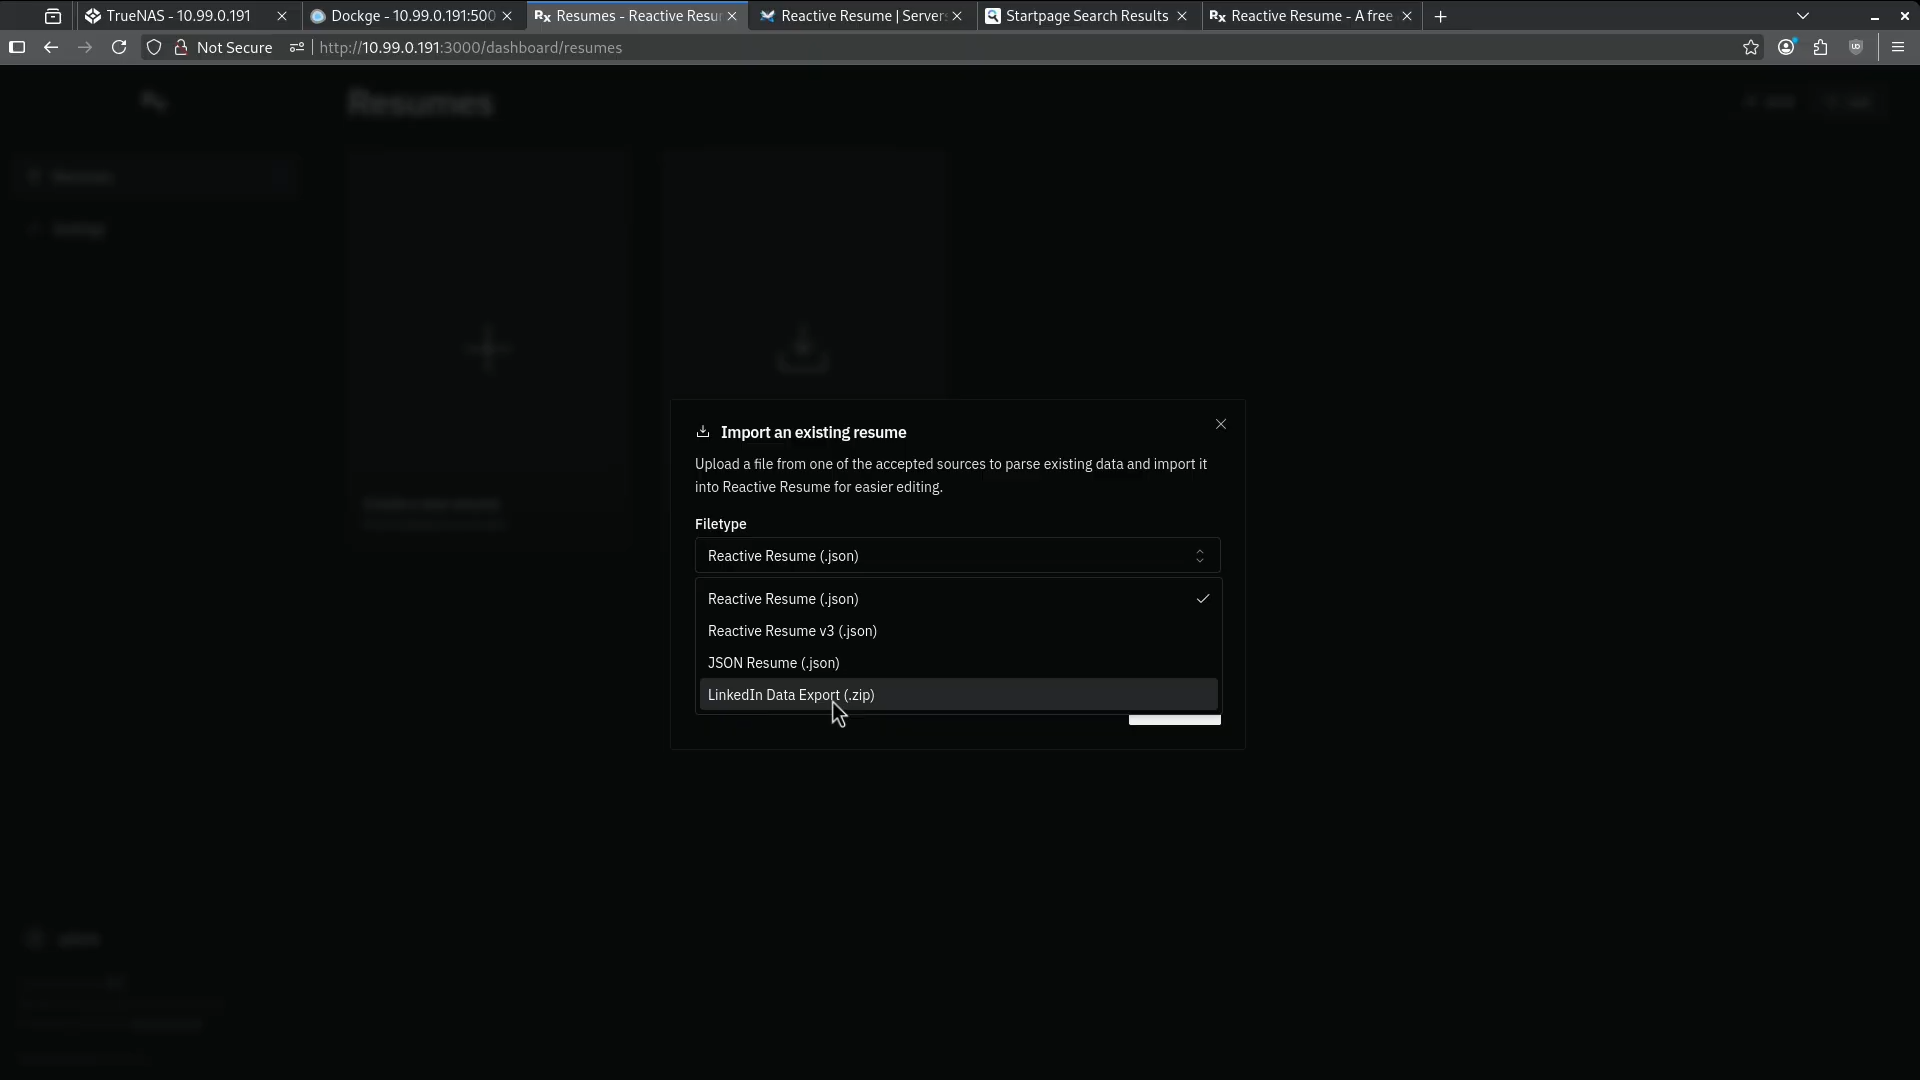 TrueNAS - 10.99.0.191
Dockge - 10.99.0.191:500
Resumes - Reactive Resu
Reactive Resume | Server
Startpage Search Results
Reactive Resume - A free
Not Secure
http://10.99.0.191:3000/dashboard/resumes
Resumes
Import an existing resume
Upload a file from one of the accepted sources to parse existing data and import it
into Reactive Resume for easier editing.
Filetype
Reactive Resume (.json)
Reactive Resume (.json)
Reactive Resume v3 (.json)
JSON Resume (.json)
LinkedIn Data Export (.zip)